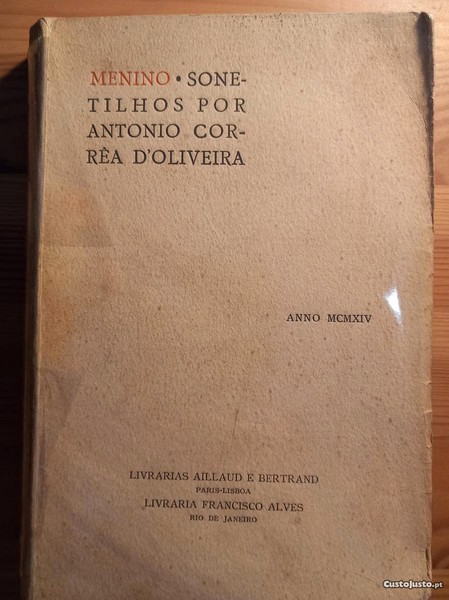 MENINO • SONE-
TILHOS POR
ANTONIO COR-
RÊA D'OLIVEIRA
ANNO MCMXIV
LIVRARIAS AILLAUD E BERTRAND
PARIS-LISBOA
LIVRARIA FRANCISCO ALVES
RIO DE JANEIRO
CustoJusto.pt